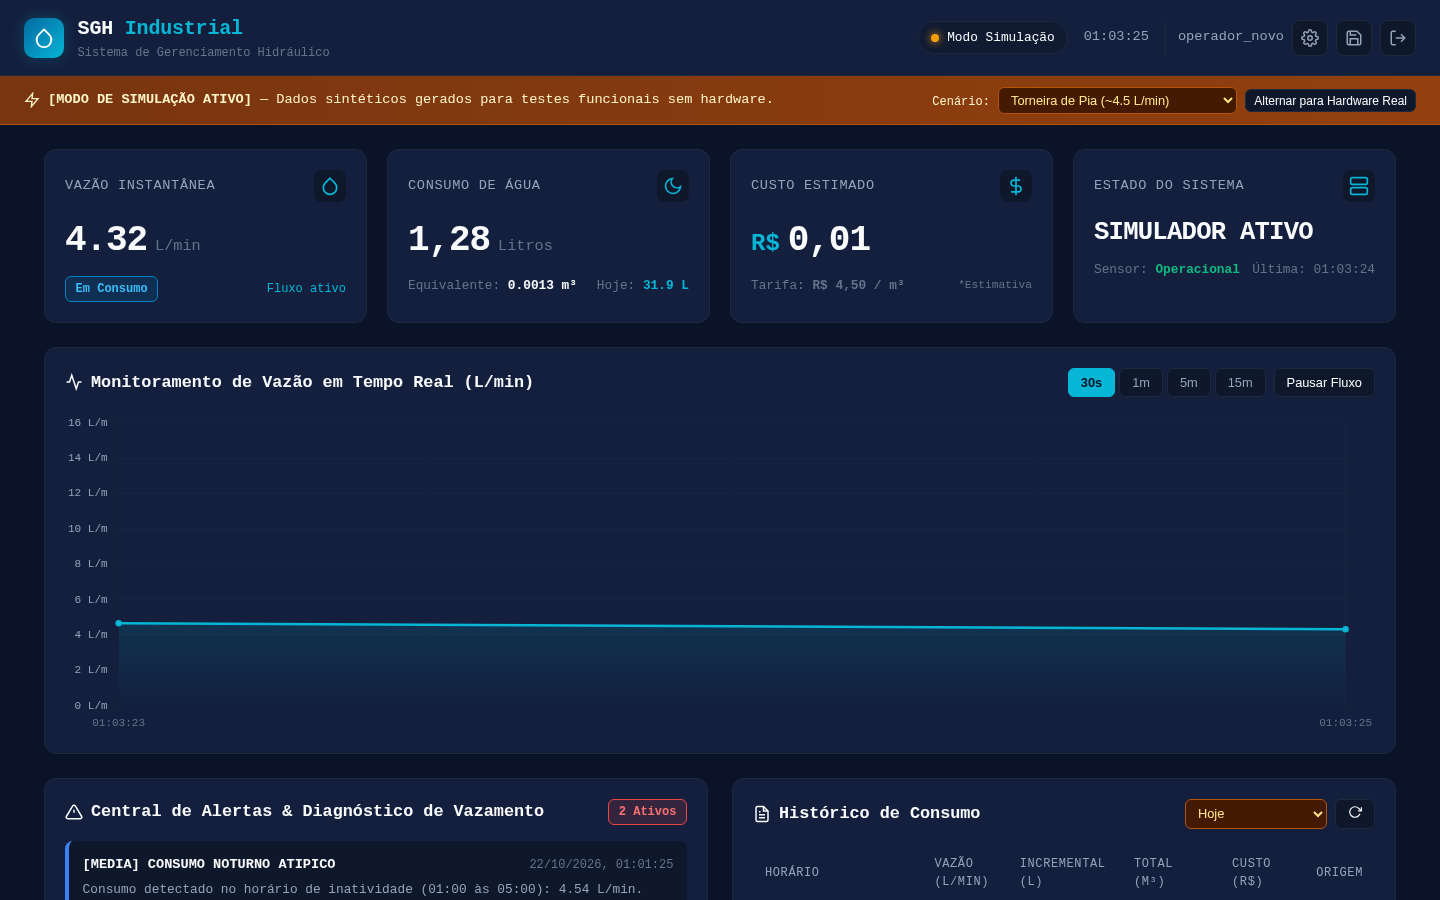 SGH Industrial
Sistema de Gerenciamento Hidráulico
Modo Simulação
01:03:25
operador_novo
[MODO DE SIMULAÇÃO ATIVO] — Dados sintéticos gerados para testes funcionais sem hardware.
Cenário:
Torneira de Pia (~4.5 L/min)
Alternar para Hardware Real
VAZÃO INSTANTÂNEA
4.32 L/min
Em Consumo
Fluxo ativo
CONSUMO DE ÁGUA
1,28 Litros
Equivalente: 0.0013 m³
Hoje: 31.9 L
CUSTO ESTIMADO
R$ 0,01
Tarifa: R$ 4,50 / m³
*Estimativa
ESTADO DO SISTEMA
SIMULADOR ATIVO
Sensor: Operacional
Última: 01:03:24
Monitoramento de Vazão em Tempo Real (L/min)
30s
1m
5m
15m
Pausar Fluxo
16 L/m
14 L/m
12 L/m
10 L/m
8 L/m
6 L/m
4 L/m
2 L/m
0 L/m
01:03:23
01:03:25
Central de Alertas & Diagnóstico de Vazamento
2 Ativos
[MEDIA] CONSUMO NOTURNO ATIPICO
22/10/2026, 01:01:25
Consumo detectado no horário de inatividade (01:00 às 05:00): 4.54 L/min.
Histórico de Consumo
Hoje
HORÁRIO
VAZÃO
(L/MIN)
INCREMENTAL
(L)
TOTAL
(M³)
CUSTO
(R$)
ORIGEM